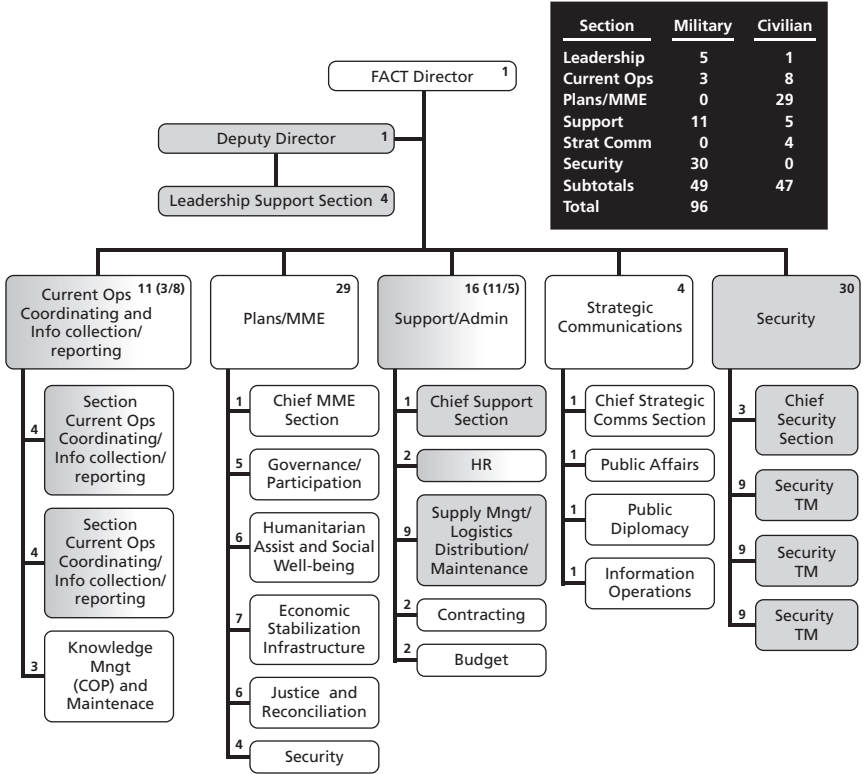 Section Military Civilian
Leadership 5 1
Current Ops 3 8
Plans/MME 0 29
Support 11 5
Strat Comm 0 4
Security 30 0
Subtotals 49 47
Total 96
FACT Director 1
Deputy Director 1
Leadership Support Section 4
11 (3/8)
Current Ops
Coordinating and
Info collection/
reporting
4
Section
Current Ops
Coordinating/
Info collection/
reporting
4
Section
Current Ops
Coordinating/
Info collection/
reporting
3
Knowledge
Mngt
(COP) and
Maintenace
29
Plans/MME
1
Chief MME
Section
5
Governance/
Participation
6
Humanitarian
Assist and Social
Well-being
7
Economic
Stabilization
Infrastructure
6
Justice and
Reconciliation
4
Security
16 (11/5)
Support/Admin
1
Chief Support
Section
2
HR
9
Supply Mngt/
Logistics
Distribution/
Maintenance
2
Contracting
2
Budget
4
Strategic
Communications
1
Chief Strategic
Comms Section
1
Public Affairs
1
Public
Diplomacy
1
Information
Operations
30
Security
3
Chief
Security
Section
9
Security
TM
9
Security
TM
9
Security
TM